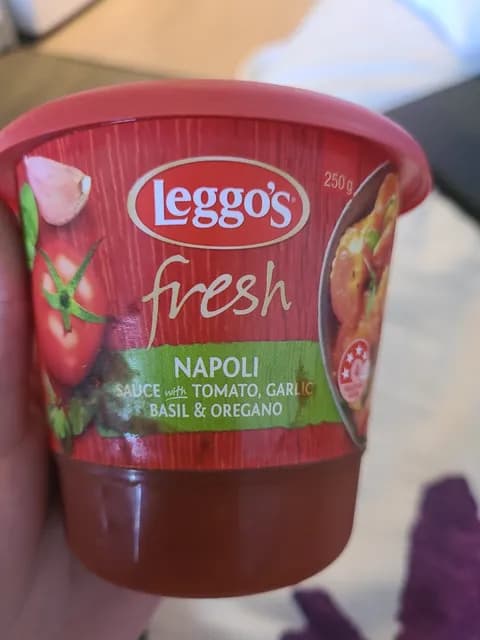 250g
Leggo's
fresh
NAPOLI
SAUCE with TOMATO, GARLIC
BASIL & OREGANO